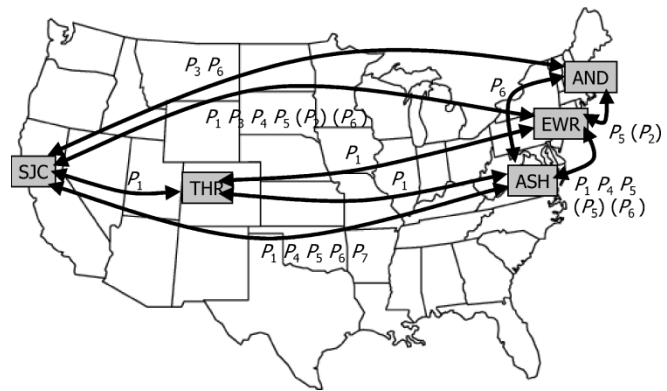 P3 P6
AND
P6
P1 P3 P4 P5 (P2) (P6)
EWR
P5 (P2)
P1
SJC
P1
THR
P1
ASH
P1 P4 P5
(P5) (P6)
P1 P4 P5 P6 P7